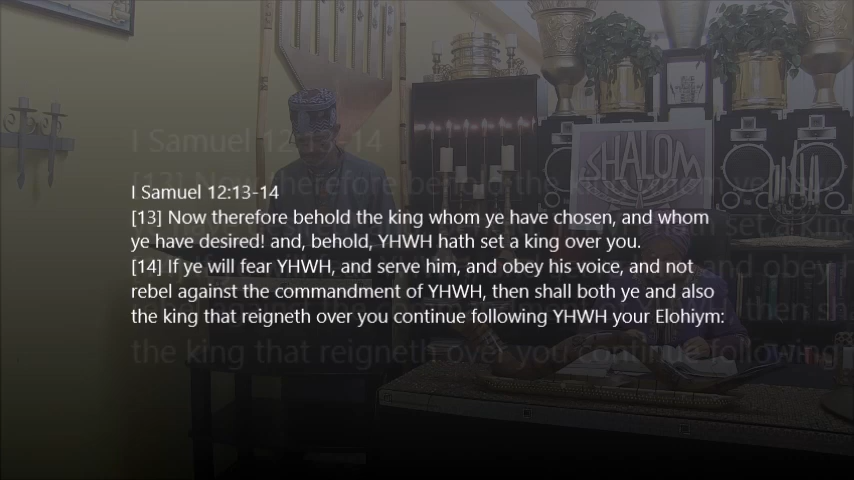 I Samuel 12:13-14
[13] Now therefore behold the king whom ye have chosen, and whom
ye have desired! and, behold, YHWH hath set a king over you.
[14] If ye will fear YHWH, and serve him, and obey his voice, and not
rebel against the commandment of YHWH, then shall both ye and also
the king that reigneth over you continue following YHWH your Elohiym:
SHALOM